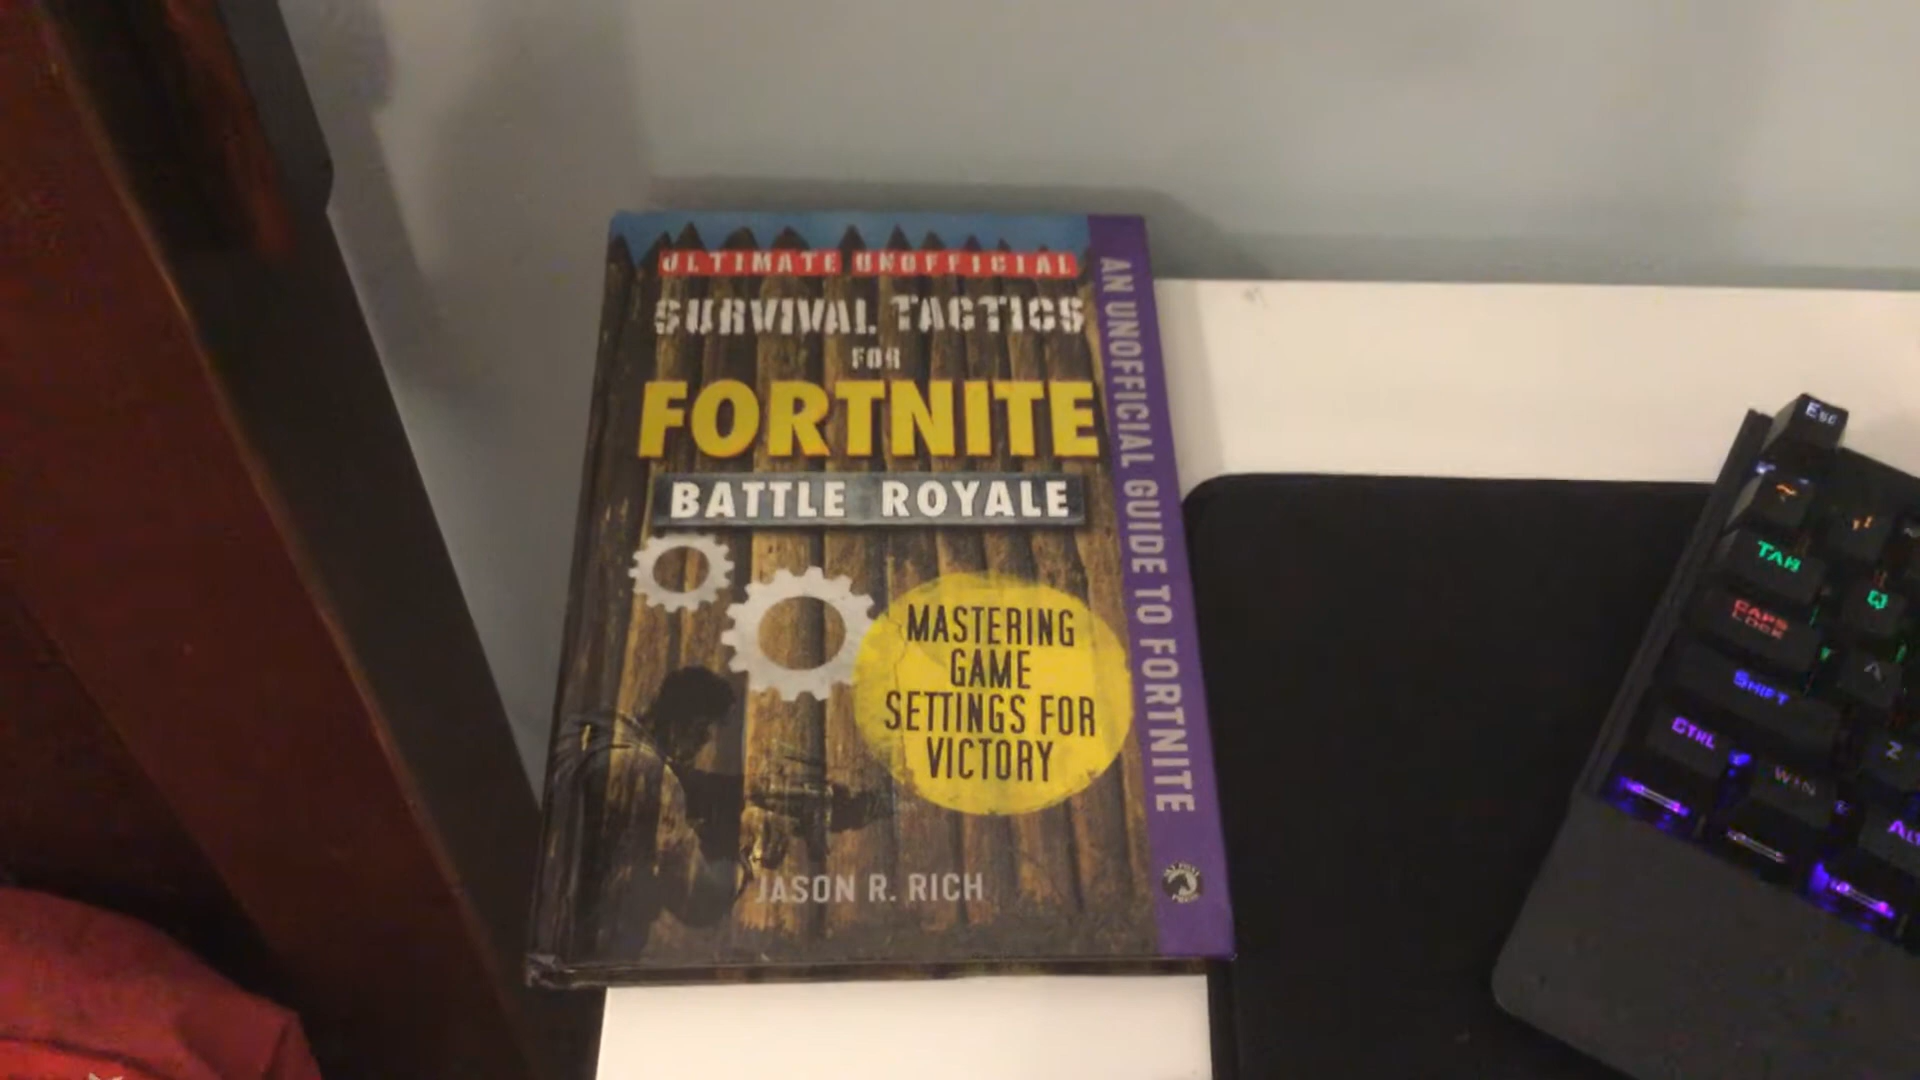 ULTIMATE UNOFFICIAL
SURVIVAL TACTICS
FOR
FORTNITE
BATTLE ROYALE
MASTERING
GAME
SETTINGS FOR
VICTORY
JASON R. RICH
AN UNOFFICIAL GUIDE TO FORTNITE
Esc
~
TAB
Q
CAPS
LOCK
A
SHIFT
Z
CTRL
WIN
ALT